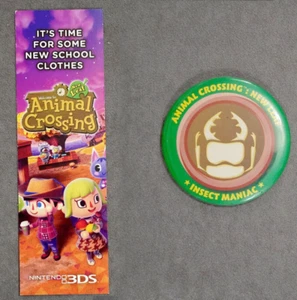 IT'S TIME
FOR SOME
NEW SCHOOL
CLOTHES
Animal
Crossing
NINTENDO 3DS
ANIMAL CROSSING: NEW LEAF
★ INSECT MANIAC ★